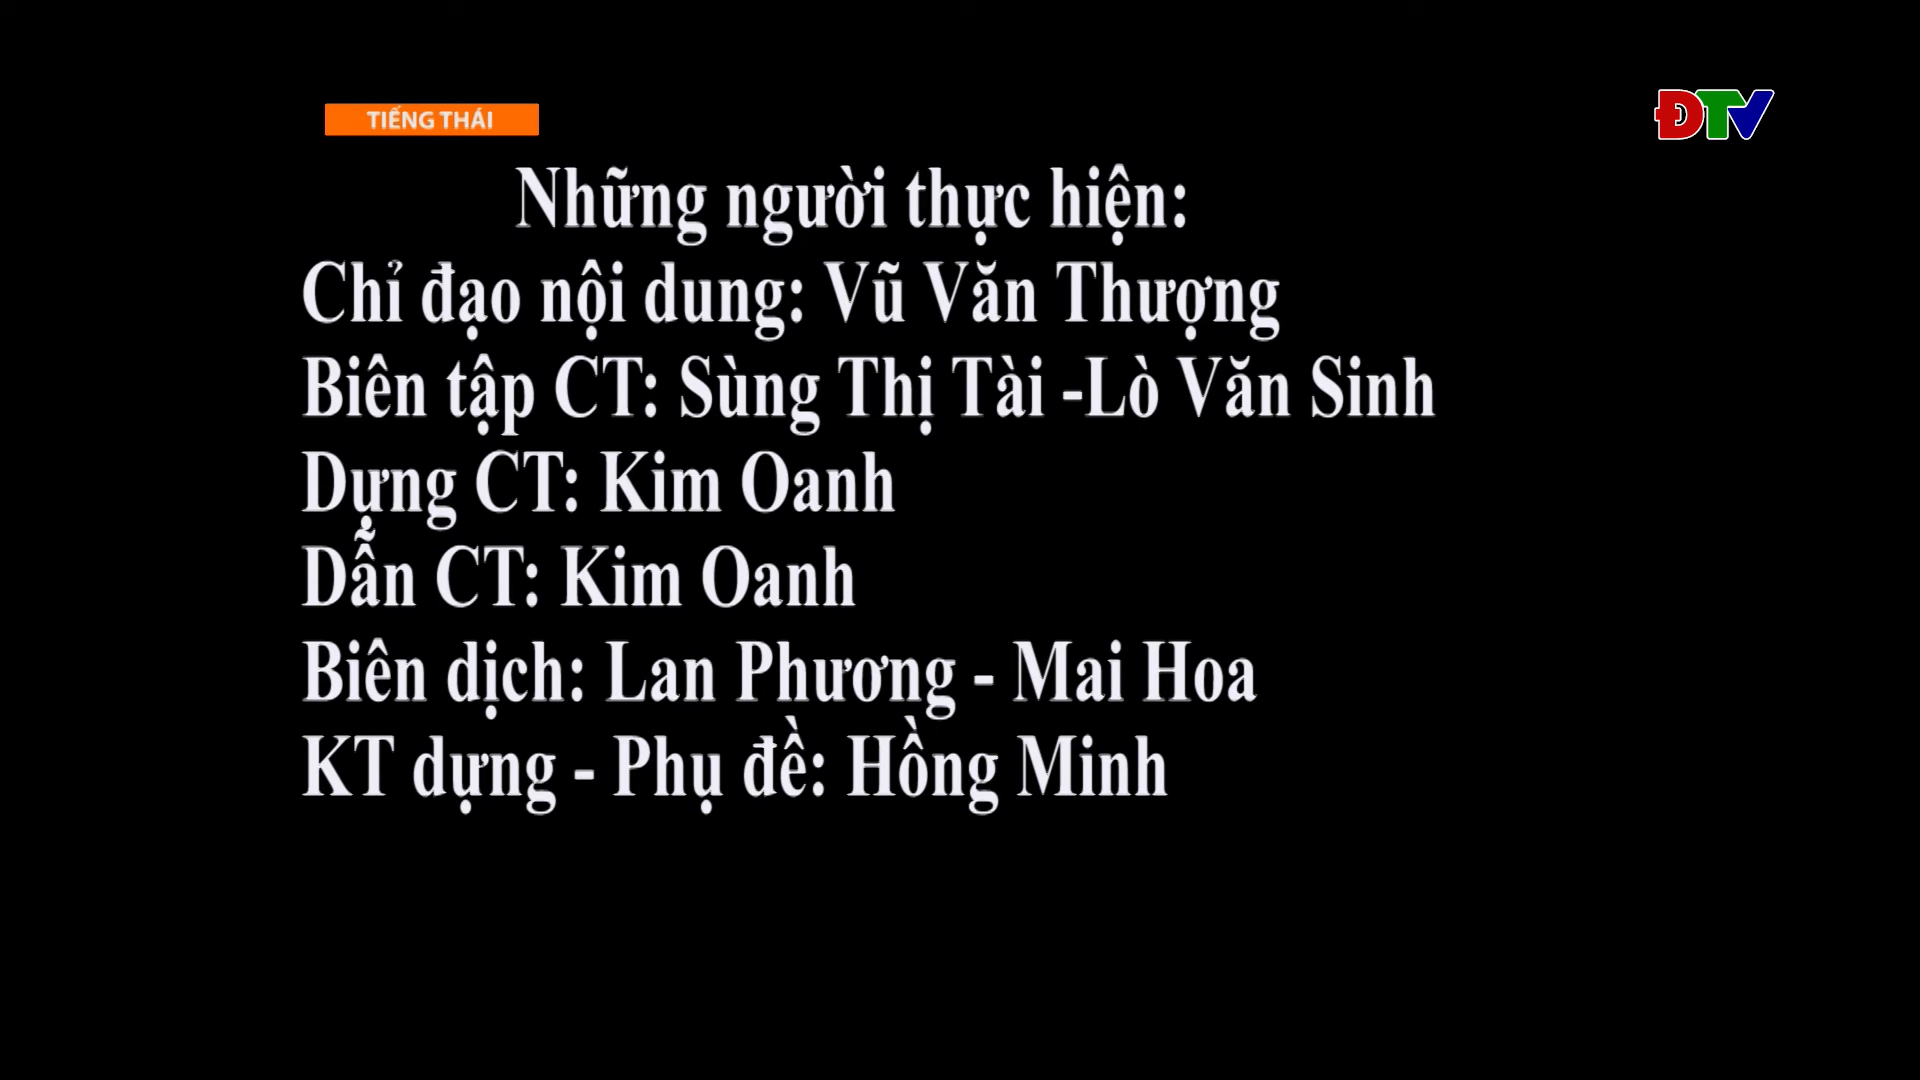 TIẾNG THÁI
ĐTV
Những người thực hiện:
Chỉ đạo nội dung: Vũ Văn Thượng
Biên tập CT: Sùng Thị Tài -Lò Văn Sinh
Dựng CT: Kim Oanh
Dẫn CT: Kim Oanh
Biên dịch: Lan Phương - Mai Hoa
KT dựng - Phụ đề: Hồng Minh